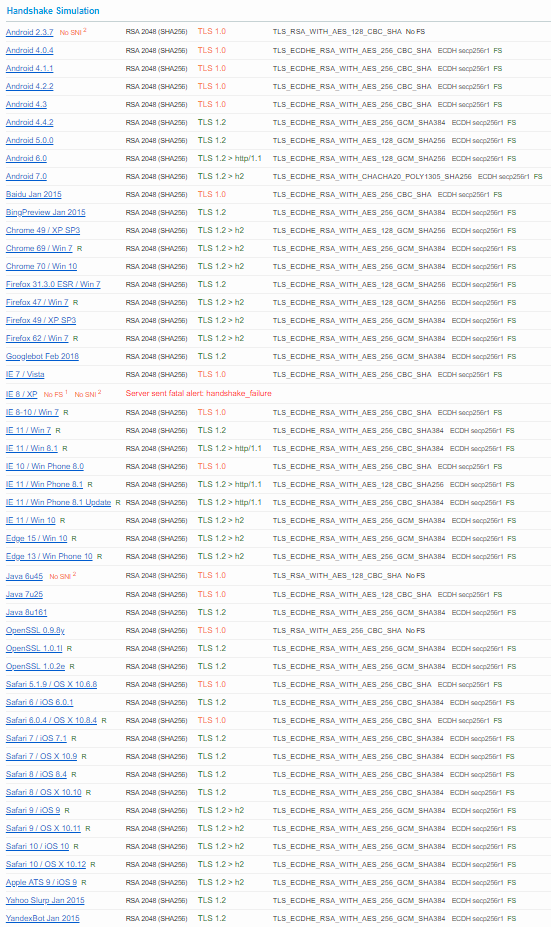 Handshake Simulation
Android 2.3.7 No SNI 2 RSA 2048 (SHA256) TLS 1.0 TLS_RSA_WITH_AES_128_CBC_SHA No FS
Android 4.0.4 RSA 2048 (SHA256) TLS 1.0 TLS_ECDHE_RSA_WITH_AES_256_CBC_SHA ECDH secp256r1 FS
Android 4.1.1 RSA 2048 (SHA256) TLS 1.0 TLS_ECDHE_RSA_WITH_AES_256_CBC_SHA ECDH secp256r1 FS
Android 4.2.2 RSA 2048 (SHA256) TLS 1.0 TLS_ECDHE_RSA_WITH_AES_256_CBC_SHA ECDH secp256r1 FS
Android 4.3 RSA 2048 (SHA256) TLS 1.0 TLS_ECDHE_RSA_WITH_AES_256_CBC_SHA ECDH secp256r1 FS
Android 4.4.2 RSA 2048 (SHA256) TLS 1.2 TLS_ECDHE_RSA_WITH_AES_256_GCM_SHA384 ECDH secp256r1 FS
Android 5.0.0 RSA 2048 (SHA256) TLS 1.2 TLS_ECDHE_RSA_WITH_AES_128_GCM_SHA256 ECDH secp256r1 FS
Android 6.0 RSA 2048 (SHA256) TLS 1.2 > http/1.1 TLS_ECDHE_RSA_WITH_AES_128_GCM_SHA256 ECDH secp256r1 FS
Android 7.0 RSA 2048 (SHA256) TLS 1.2 > h2 TLS_ECDHE_RSA_WITH_CHACHA20_POLY1305_SHA256 ECDH secp256r1 FS
Baidu Jan 2015 RSA 2048 (SHA256) TLS 1.0 TLS_ECDHE_RSA_WITH_AES_256_CBC_SHA ECDH secp256r1 FS
BingPreview Jan 2015 RSA 2048 (SHA256) TLS 1.2 TLS_ECDHE_RSA_WITH_AES_256_GCM_SHA384 ECDH secp256r1 FS
Chrome 49 / XP SP3 RSA 2048 (SHA256) TLS 1.2 > h2 TLS_ECDHE_RSA_WITH_AES_128_GCM_SHA256 ECDH secp256r1 FS
Chrome 69 / Win 7 R RSA 2048 (SHA256) TLS 1.2 > h2 TLS_ECDHE_RSA_WITH_AES_256_GCM_SHA384 ECDH secp256r1 FS
Chrome 70 / Win 10 RSA 2048 (SHA256) TLS 1.2 > h2 TLS_ECDHE_RSA_WITH_AES_256_GCM_SHA384 ECDH secp256r1 FS
Firefox 31.3.0 ESR / Win 7 RSA 2048 (SHA256) TLS 1.2 TLS_ECDHE_RSA_WITH_AES_128_GCM_SHA256 ECDH secp256r1 FS
Firefox 47 / Win 7 R RSA 2048 (SHA256) TLS 1.2 > h2 TLS_ECDHE_RSA_WITH_AES_128_GCM_SHA256 ECDH secp256r1 FS
Firefox 49 / XP SP3 RSA 2048 (SHA256) TLS 1.2 > h2 TLS_ECDHE_RSA_WITH_AES_256_GCM_SHA384 ECDH secp256r1 FS
Firefox 62 / Win 7 R RSA 2048 (SHA256) TLS 1.2 > h2 TLS_ECDHE_RSA_WITH_AES_256_GCM_SHA384 ECDH secp256r1 FS
Googlebot Feb 2018 RSA 2048 (SHA256) TLS 1.2 TLS_ECDHE_RSA_WITH_AES_256_GCM_SHA384 ECDH secp256r1 FS
IE 7 / Vista RSA 2048 (SHA256) TLS 1.0 TLS_ECDHE_RSA_WITH_AES_256_CBC_SHA ECDH secp256r1 FS
IE 8 / XP No FS 1 No SNI 2 Server sent fatal alert: handshake_failure
IE 8-10 / Win 7 R RSA 2048 (SHA256) TLS 1.0 TLS_ECDHE_RSA_WITH_AES_256_CBC_SHA ECDH secp256r1 FS
IE 11 / Win 7 R RSA 2048 (SHA256) TLS 1.2 TLS_ECDHE_RSA_WITH_AES_256_CBC_SHA384 ECDH secp256r1 FS
IE 11 / Win 8.1 R RSA 2048 (SHA256) TLS 1.2 > http/1.1 TLS_ECDHE_RSA_WITH_AES_256_CBC_SHA384 ECDH secp256r1 FS
IE 10 / Win Phone 8.0 RSA 2048 (SHA256) TLS 1.0 TLS_ECDHE_RSA_WITH_AES_256_CBC_SHA ECDH secp256r1 FS
IE 11 / Win Phone 8.1 R RSA 2048 (SHA256) TLS 1.2 > http/1.1 TLS_ECDHE_RSA_WITH_AES_128_CBC_SHA256 ECDH secp256r1 FS
IE 11 / Win Phone 8.1 Update R RSA 2048 (SHA256) TLS 1.2 > http/1.1 TLS_ECDHE_RSA_WITH_AES_256_CBC_SHA384 ECDH secp256r1 FS
IE 11 / Win 10 R RSA 2048 (SHA256) TLS 1.2 > h2 TLS_ECDHE_RSA_WITH_AES_256_GCM_SHA384 ECDH secp256r1 FS
Edge 15 / Win 10 R RSA 2048 (SHA256) TLS 1.2 > h2 TLS_ECDHE_RSA_WITH_AES_256_GCM_SHA384 ECDH secp256r1 FS
Edge 13 / Win Phone 10 R RSA 2048 (SHA256) TLS 1.2 > h2 TLS_ECDHE_RSA_WITH_AES_256_GCM_SHA384 ECDH secp256r1 FS
Java 6u45 No SNI 2 RSA 2048 (SHA256) TLS 1.0 TLS_RSA_WITH_AES_128_CBC_SHA No FS
Java 7u25 RSA 2048 (SHA256) TLS 1.0 TLS_ECDHE_RSA_WITH_AES_128_CBC_SHA ECDH secp256r1 FS
Java 8u161 RSA 2048 (SHA256) TLS 1.2 TLS_ECDHE_RSA_WITH_AES_256_GCM_SHA384 ECDH secp256r1 FS
OpenSSL 0.9.8y RSA 2048 (SHA256) TLS 1.0 TLS_RSA_WITH_AES_256_CBC_SHA No FS
OpenSSL 1.0.1l R RSA 2048 (SHA256) TLS 1.2 TLS_ECDHE_RSA_WITH_AES_256_GCM_SHA384 ECDH secp256r1 FS
OpenSSL 1.0.2e R RSA 2048 (SHA256) TLS 1.2 TLS_ECDHE_RSA_WITH_AES_256_GCM_SHA384 ECDH secp256r1 FS
Safari 5.1.9 / OS X 10.6.8 RSA 2048 (SHA256) TLS 1.0 TLS_ECDHE_RSA_WITH_AES_256_CBC_SHA ECDH secp256r1 FS
Safari 6 / iOS 6.0.1 RSA 2048 (SHA256) TLS 1.2 TLS_ECDHE_RSA_WITH_AES_256_CBC_SHA384 ECDH secp256r1 FS
Safari 6.0.4 / OS X 10.8.4 R RSA 2048 (SHA256) TLS 1.0 TLS_ECDHE_RSA_WITH_AES_256_CBC_SHA ECDH secp256r1 FS
Safari 7 / iOS 7.1 R RSA 2048 (SHA256) TLS 1.2 TLS_ECDHE_RSA_WITH_AES_256_CBC_SHA384 ECDH secp256r1 FS
Safari 7 / OS X 10.9 R RSA 2048 (SHA256) TLS 1.2 TLS_ECDHE_RSA_WITH_AES_256_CBC_SHA384 ECDH secp256r1 FS
Safari 8 / iOS 8.4 R RSA 2048 (SHA256) TLS 1.2 TLS_ECDHE_RSA_WITH_AES_256_CBC_SHA384 ECDH secp256r1 FS
Safari 8 / OS X 10.10 R RSA 2048 (SHA256) TLS 1.2 TLS_ECDHE_RSA_WITH_AES_256_CBC_SHA384 ECDH secp256r1 FS
Safari 9 / iOS 9 R RSA 2048 (SHA256) TLS 1.2 > h2 TLS_ECDHE_RSA_WITH_AES_256_GCM_SHA384 ECDH secp256r1 FS
Safari 9 / OS X 10.11 R RSA 2048 (SHA256) TLS 1.2 > h2 TLS_ECDHE_RSA_WITH_AES_256_GCM_SHA384 ECDH secp256r1 FS
Safari 10 / iOS 10 R RSA 2048 (SHA256) TLS 1.2 > h2 TLS_ECDHE_RSA_WITH_AES_256_GCM_SHA384 ECDH secp256r1 FS
Safari 10 / OS X 10.12 R RSA 2048 (SHA256) TLS 1.2 > h2 TLS_ECDHE_RSA_WITH_AES_256_GCM_SHA384 ECDH secp256r1 FS
Apple ATS 9 / iOS 9 R RSA 2048 (SHA256) TLS 1.2 > h2 TLS_ECDHE_RSA_WITH_AES_256_GCM_SHA384 ECDH secp256r1 FS
Yahoo Slurp Jan 2015 RSA 2048 (SHA256) TLS 1.2 TLS_ECDHE_RSA_WITH_AES_256_GCM_SHA384 ECDH secp256r1 FS
YandexBot Jan 2015 RSA 2048 (SHA256) TLS 1.2 TLS_ECDHE_RSA_WITH_AES_256_GCM_SHA384 ECDH secp256r1 FS